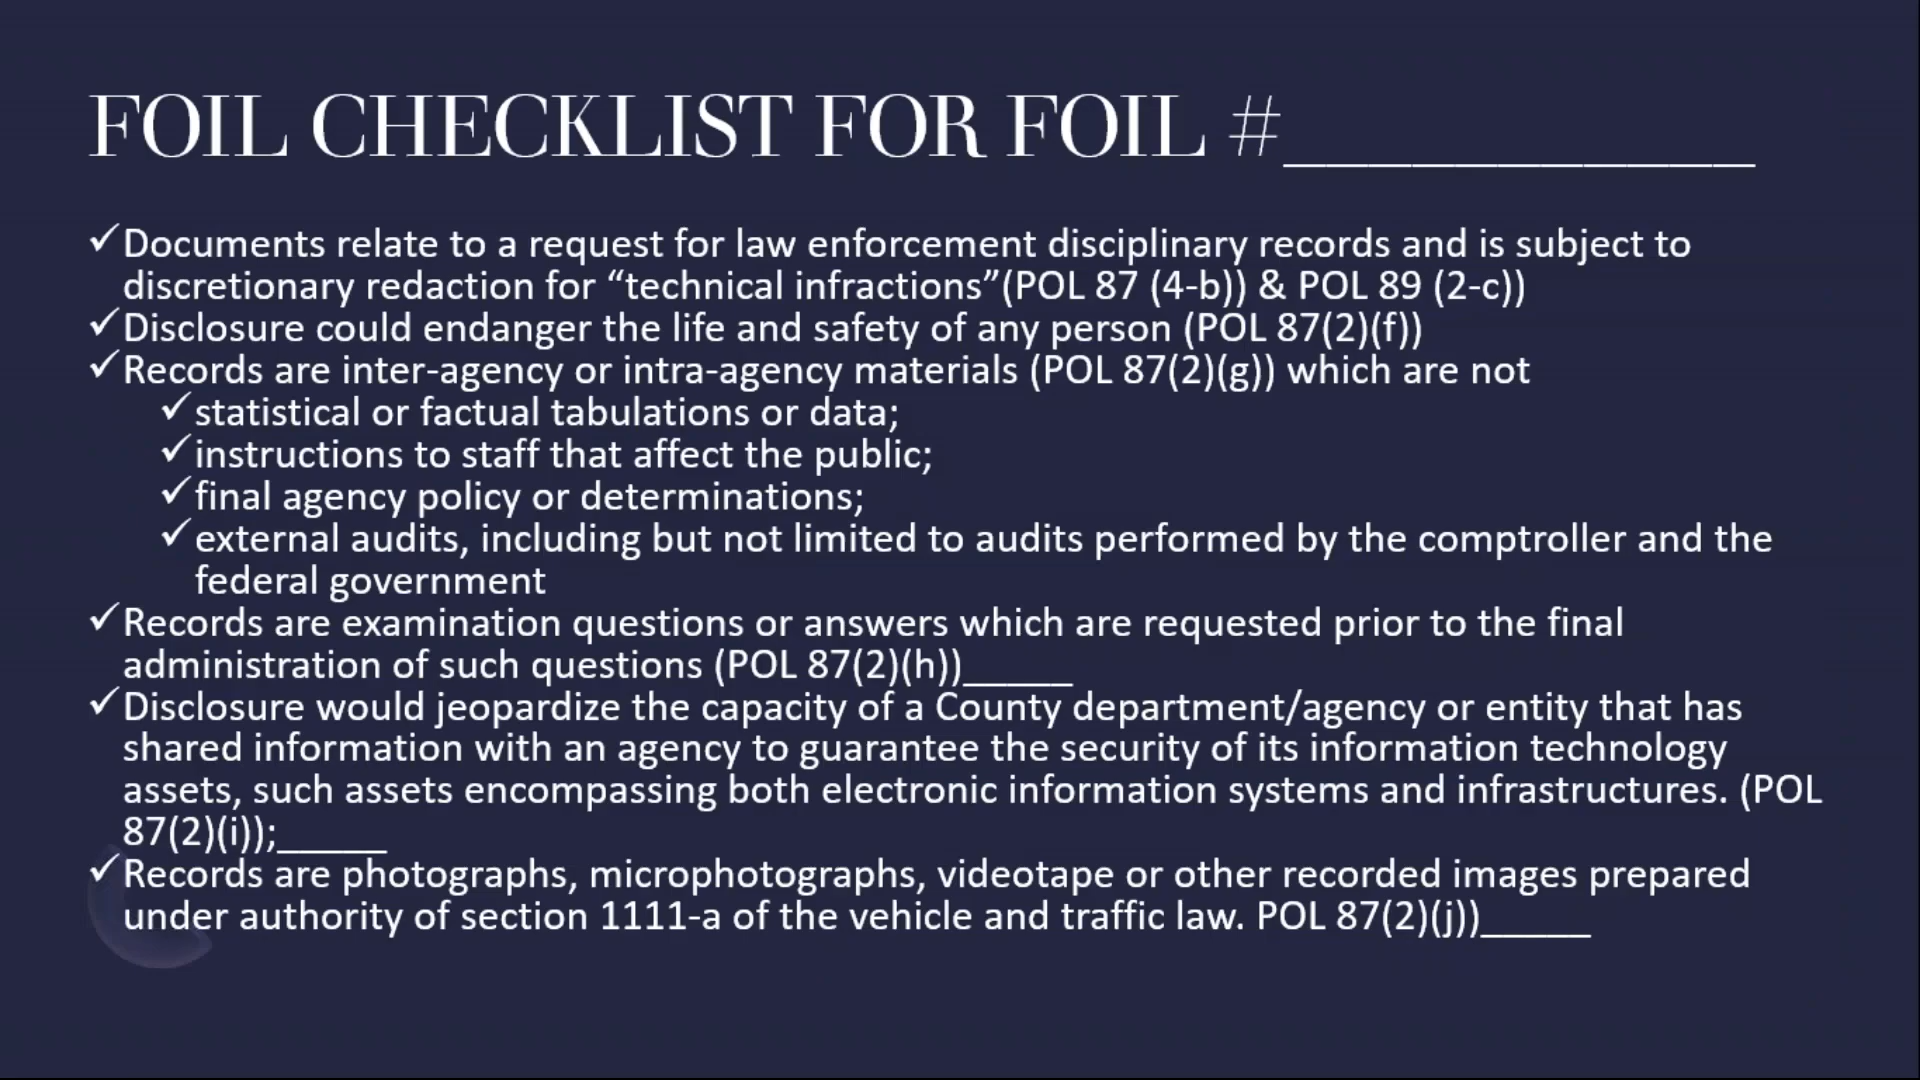 FOIL CHECKLIST FOR FOIL #___________
✓Documents relate to a request for law enforcement disciplinary records and is subject to
discretionary redaction for “technical infractions”(POL 87 (4-b)) & POL 89 (2-c))
✓Disclosure could endanger the life and safety of any person (POL 87(2)(f))
✓Records are inter-agency or intra-agency materials (POL 87(2)(g)) which are not
✓statistical or factual tabulations or data;
✓instructions to staff that affect the public;
✓final agency policy or determinations;
✓external audits, including but not limited to audits performed by the comptroller and the
federal government
✓Records are examination questions or answers which are requested prior to the final
administration of such questions (POL 87(2)(h))_____
✓Disclosure would jeopardize the capacity of a County department/agency or entity that has
shared information with an agency to guarantee the security of its information technology
assets, such assets encompassing both electronic information systems and infrastructures. (POL
87(2)(i));_____
✓Records are photographs, microphotographs, videotape or other recorded images prepared
under authority of section 1111-a of the vehicle and traffic law. POL 87(2)(j))_____